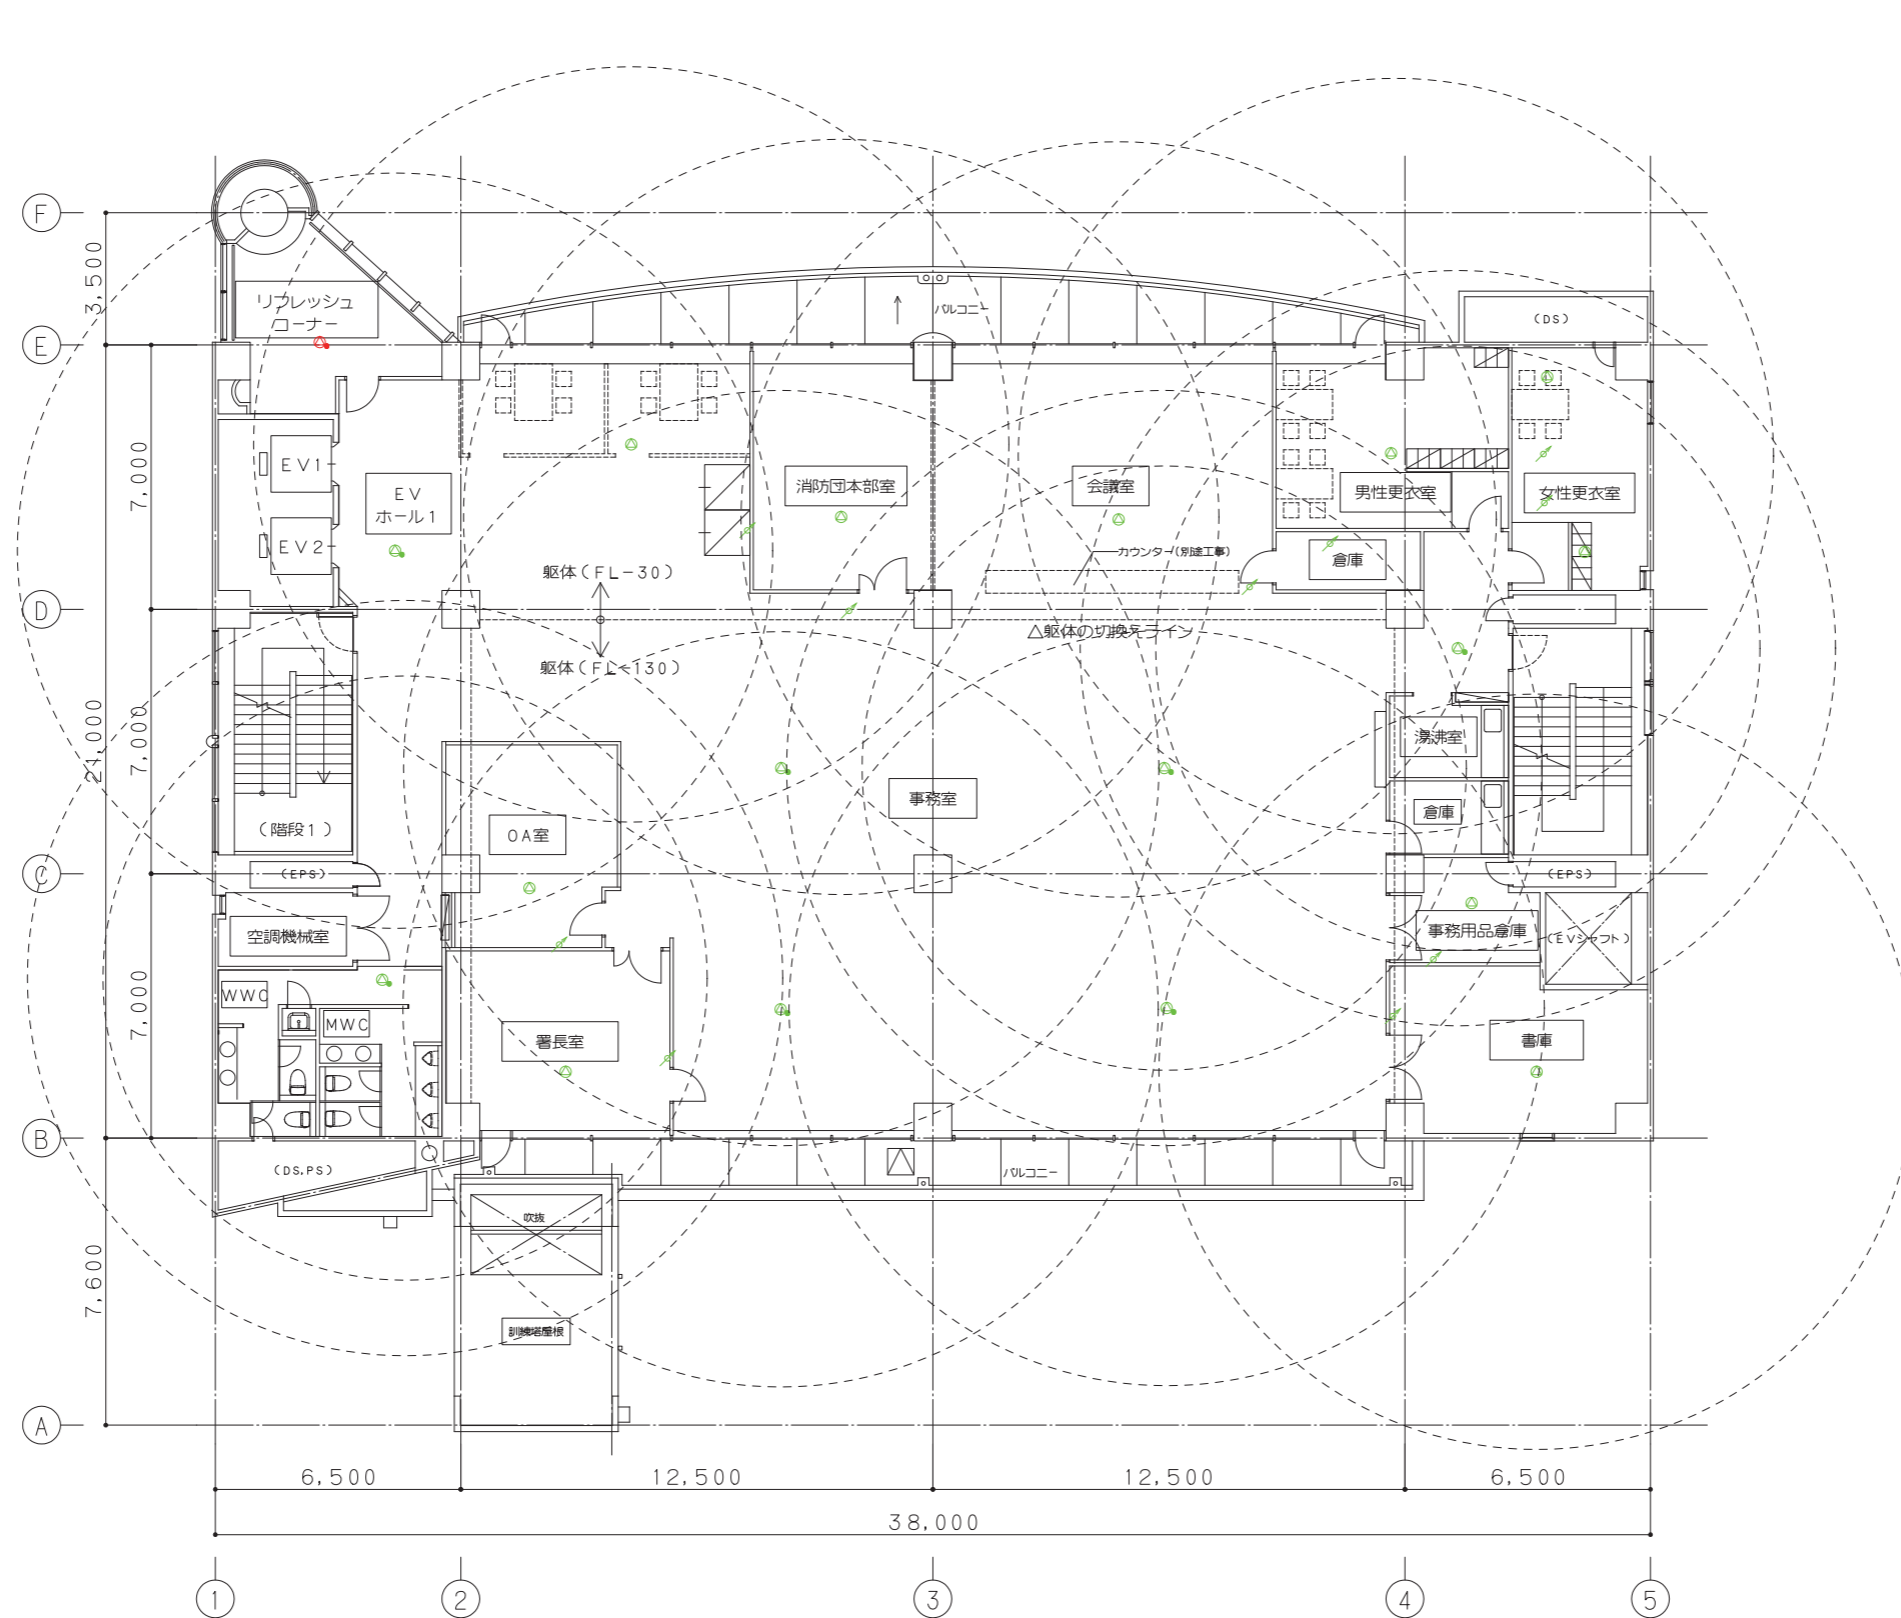 F
3,500
リフレッシュ
コーナー
バルコニー
(DS)
E
7,000
EV1
EV
ホール1
EV2
消防団本部室
会議室
男性更衣室
女性更衣室
カウンター(別途工事)
倉庫
躯体(FL-30)
D
△躯体の切換えライン
躯体(FL-130)
21,000
7,000
湯沸室
事務室
倉庫
OA室
(階段1)
C
(EPS)
(EPS)
空調機械室
事務用品倉庫
(EVシャフト)
7,000
WWC
MWC
署長室
書庫
B
(DS,PS)
バルコニー
吹抜
7,600
訓練塔屋根
A
6,500
12,500
12,500
6,500
38,000
1
2
3
4
5